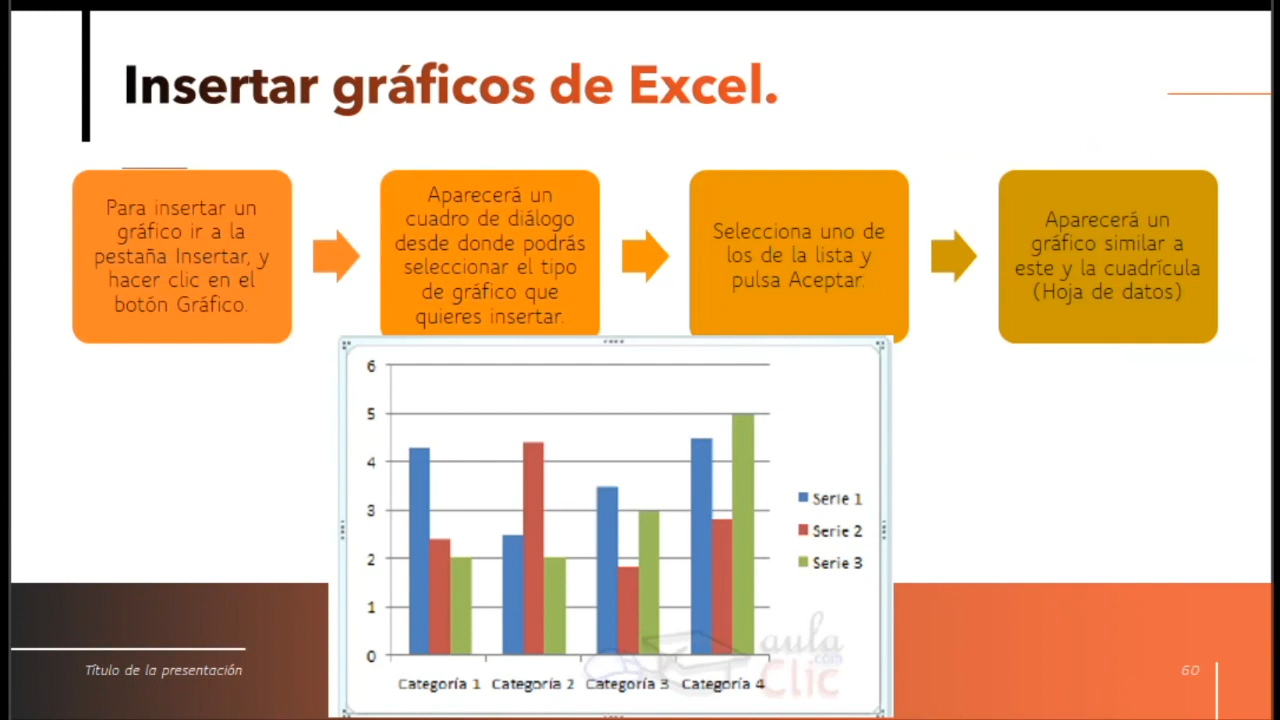 Insertar gráficos de Excel.
Para insertar un
gráfico ir a la
pestaña Insertar, y
hacer clic en el
botón Gráfico.
Aparecerá un
cuadro de diálogo
desde donde podrás
seleccionar el tipo
de gráfico que
quieres insertar.
Selecciona uno de
los de la lista y
pulsa Aceptar.
Aparecerá un
gráfico similar a
este y la cuadrícula
(Hoja de datos)
6
5
4
3
2
1
0
Categoría 1 Categoría 2 Categoría 3 Categoría 4
Serie 1
Serie 2
Serie 3
aula
.com
Clic
Título de la presentación
60